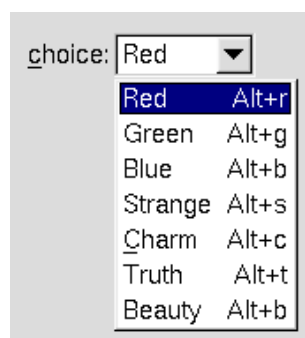 choice: Red
Red Alt+r
Green Alt+g
Blue Alt+b
Strange Alt+s
Charm Alt+c
Truth Alt+t
Beauty Alt+b